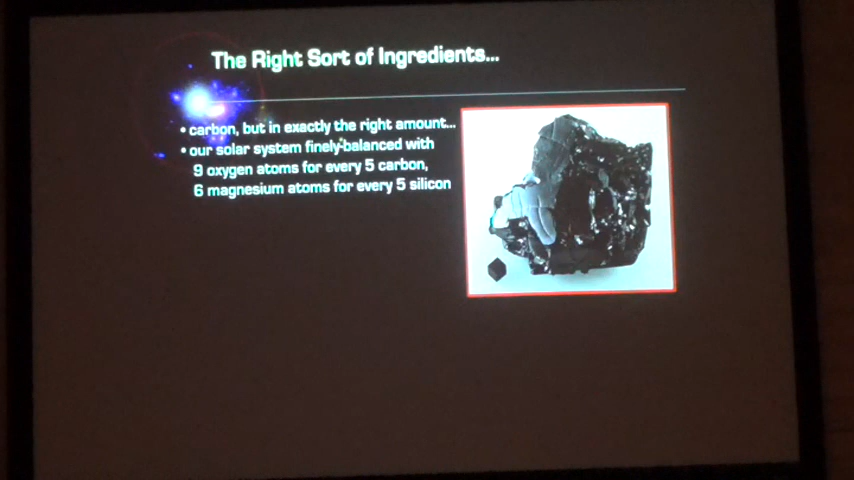 The Right Sort of Ingredients...
• carbon, but in exactly the right amount...
• our solar system finely-balanced with
9 oxygen atoms for every 5 carbon,
6 magnesium atoms for every 5 silicon